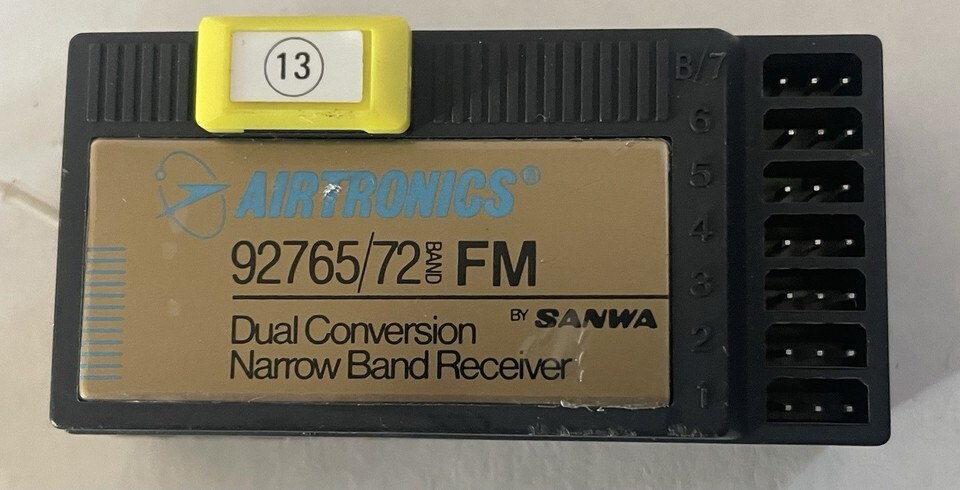 13
AIRTRONICS®
92765/72 BAND FM
BY SANWA
Dual Conversion
Narrow Band Receiver
B/7
6
5
4
3
2
1